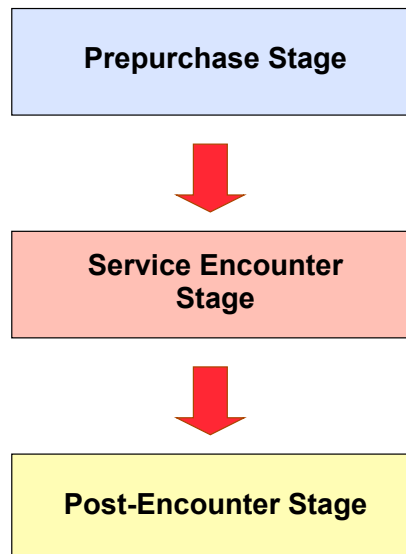 Prepurchase Stage
Service Encounter
Stage
Post-Encounter Stage